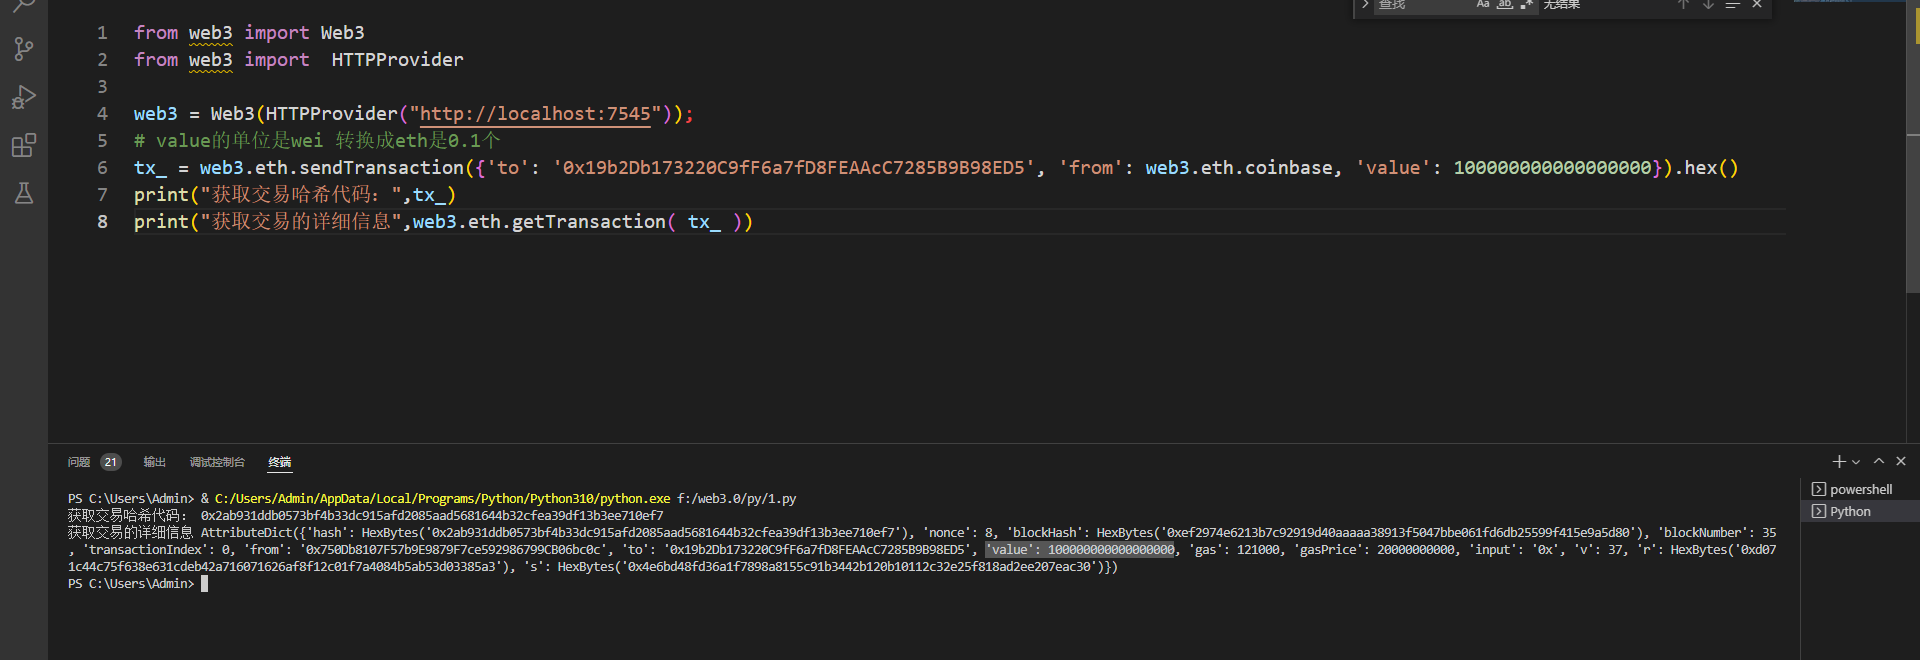 查找
Aa
ab
无结果
1 from web3 import Web3
2 from web3 import  HTTPProvider
3
4 web3 = Web3(HTTPProvider("http://localhost:7545"));
5 # value的单位是wei 转换成eth是0.1个
6 tx_ = web3.eth.sendTransaction({'to': '0x19b2Db173220C9fF6a7fD8FEAAcC7285B9B98ED5', 'from': web3.eth.coinbase, 'value': 100000000000000000}).hex()
7 print("获取交易哈希代码: ",tx_)
8 print("获取交易的详细信息",web3.eth.getTransaction( tx_ ))
问题 21 输出 调试控制台 终端
PS C:\Users\Admin> & C:/Users/Admin/AppData/Local/Programs/Python/Python310/python.exe f:/web3.0/py/1.py
获取交易哈希代码: 0x2ab931ddb0573bf4b33dc915afd2085aad5681644b32cfea39df13b3ee710ef7
获取交易的详细信息 AttributeDict({'hash': HexBytes('0x2ab931ddb0573bf4b33dc915afd2085aad5681644b32cfea39df13b3ee710ef7'), 'nonce': 8, 'blockHash': HexBytes('0xef2974e6213b7c92919d40aaaaa38913f5047bbe061fd6db25599f415e9a5d80'), 'blockNumber': 35
, 'transactionIndex': 0, 'from': '0x750Db8107F57b9E9879F7ce592986799CB06bc0c', 'to': '0x19b2Db173220C9fF6a7fD8FEAAcC7285B9B98ED5', 'value': 100000000000000000, 'gas': 121000, 'gasPrice': 20000000000, 'input': '0x', 'v': 37, 'r': HexBytes('0xd07
1c44c75f638e631cdeb42a716071626af8f12c01f7a4084b5ab53d03385a3'), 's': HexBytes('0x4e6bd48fd36a1f7898a8155c91b3442b120b10112c32e25f818ad2ee207eac30')})
PS C:\Users\Admin>
powershell
Python